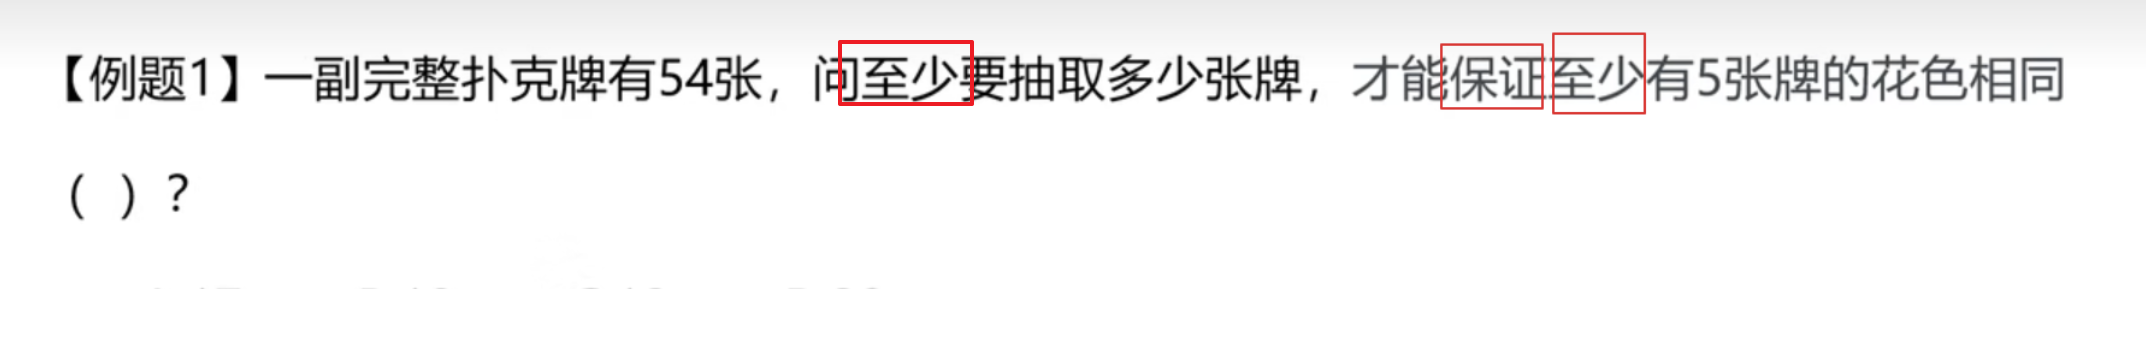 【例题1】一副完整扑克牌有54张，问至少要抽取多少张牌，才能保证至少有5张牌的花色相同
（ ）？